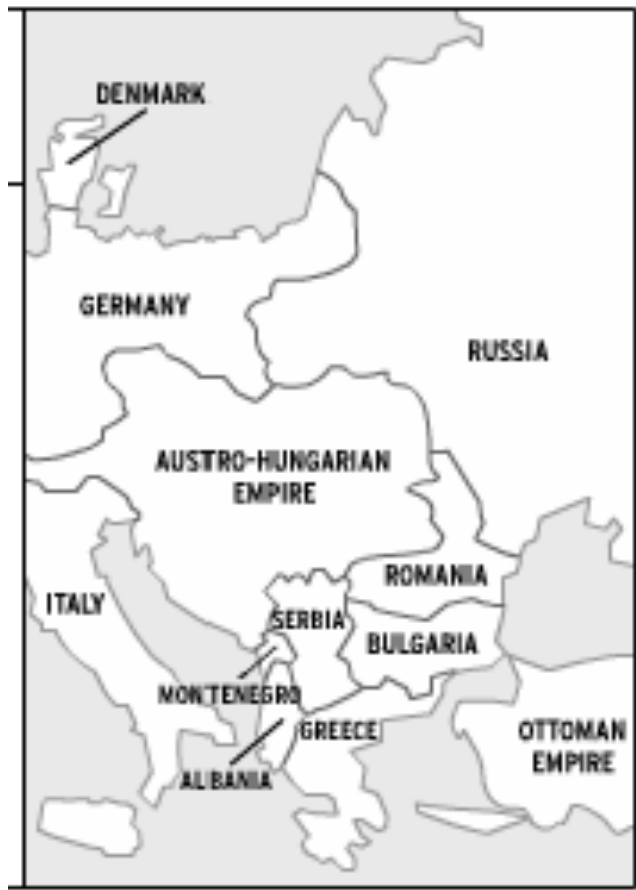 DENMARK
GERMANY
RUSSIA
AUSTRO-HUNGARIAN
EMPIRE
ROMANIA
ITALY
SERBIA
BULGARIA
MONTENEGRO
GREECE
OTTOMAN
EMPIRE
ALBANIA